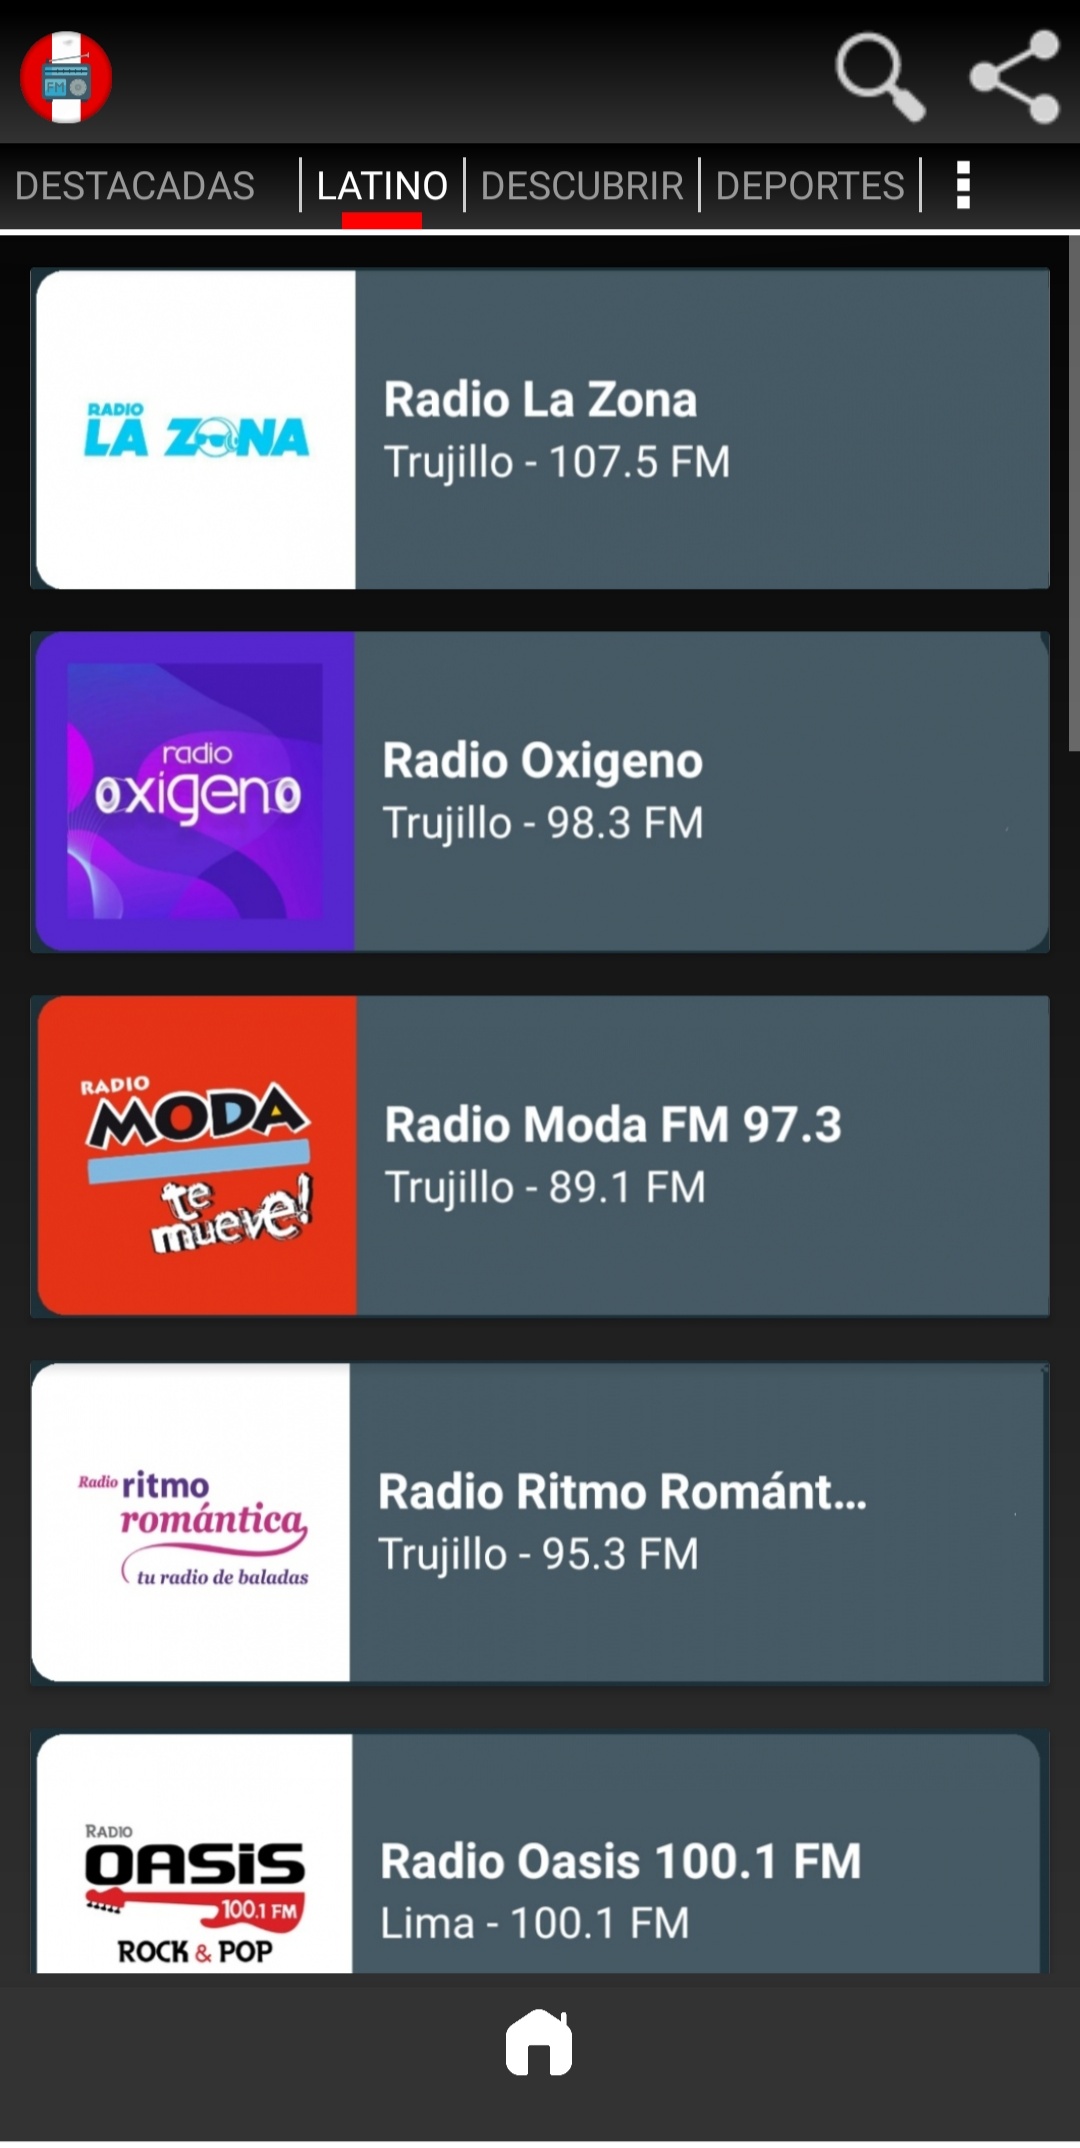 FM
DESTACADAS
LATINO
DESCUBRIR
DEPORTES
RADIO
LA ZONA
Radio La Zona
Trujillo - 107.5 FM
radio
oxigeno
Radio Oxigeno
Trujillo - 98.3 FM
RADIO
MODA
te
mueve!
Radio Moda FM 97.3
Trujillo - 89.1 FM
Radio ritmo
romántica
tu radio de baladas
Radio Ritmo Románt...
Trujillo - 95.3 FM
RADIO
OASIS
100.1 FM
ROCK & POP
Radio Oasis 100.1 FM
Lima - 100.1 FM